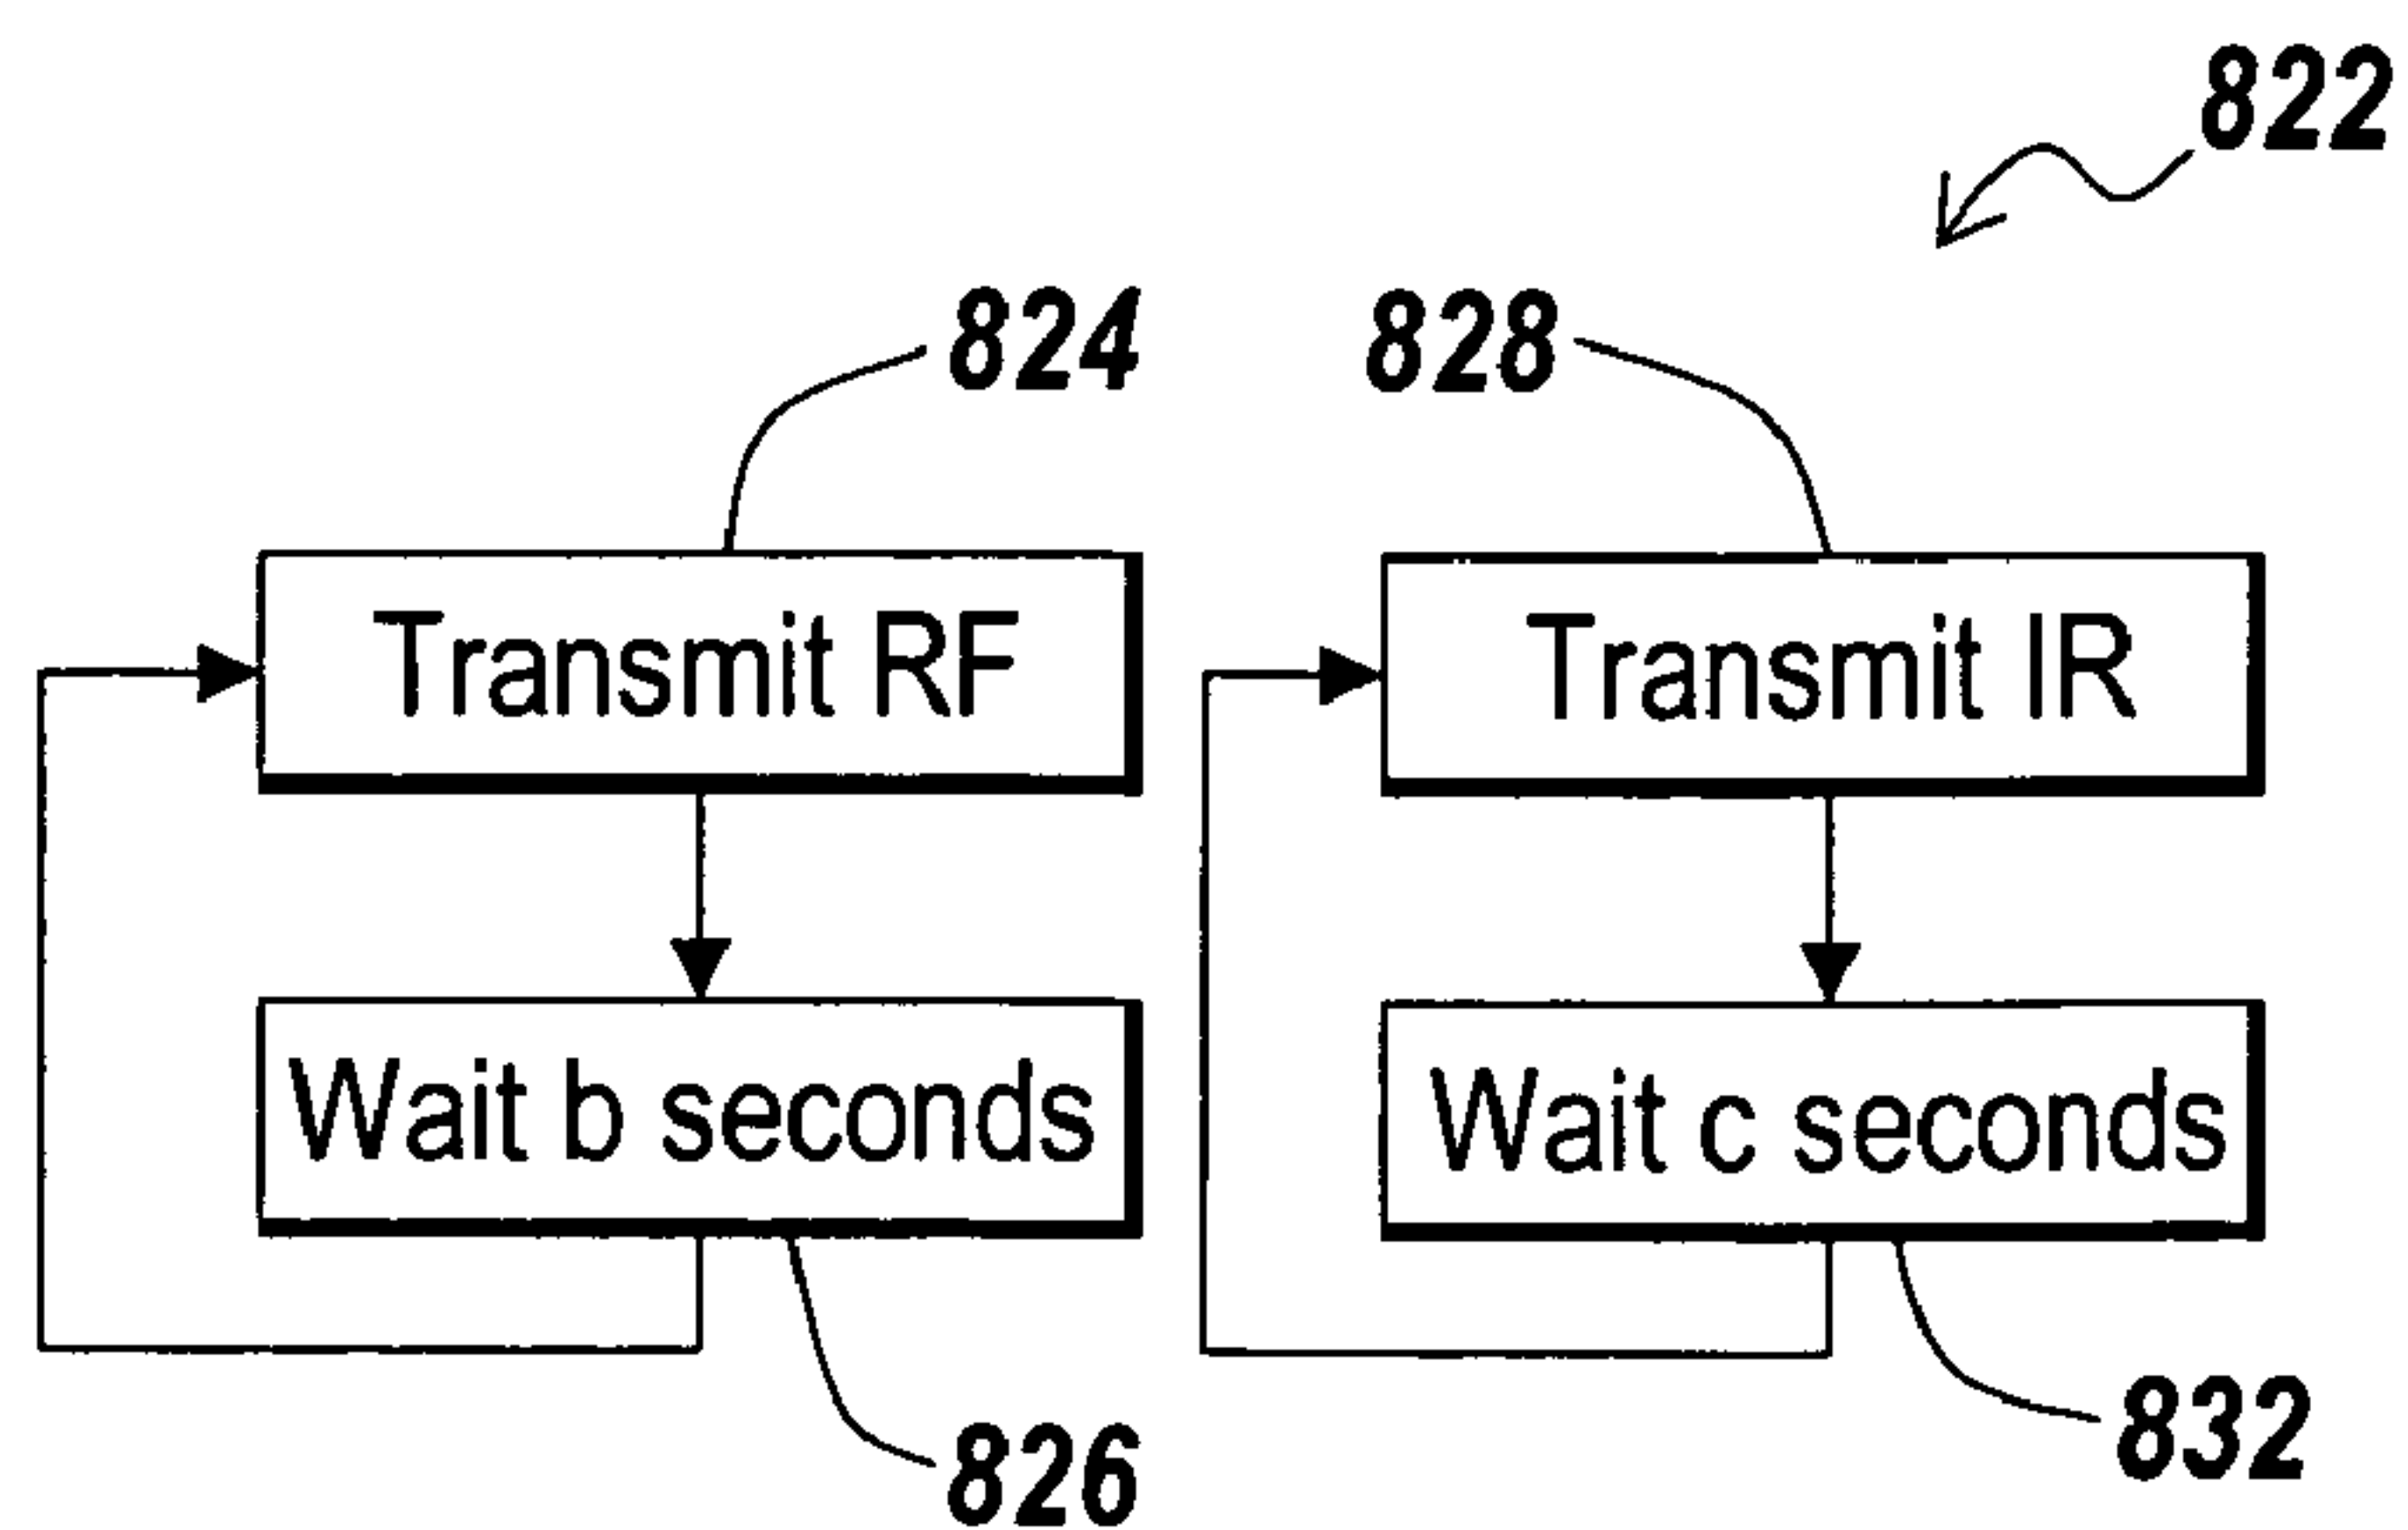 822
824
828
Transmit RF
Transmit IR
Wait b seconds
Wait c seconds
826
832